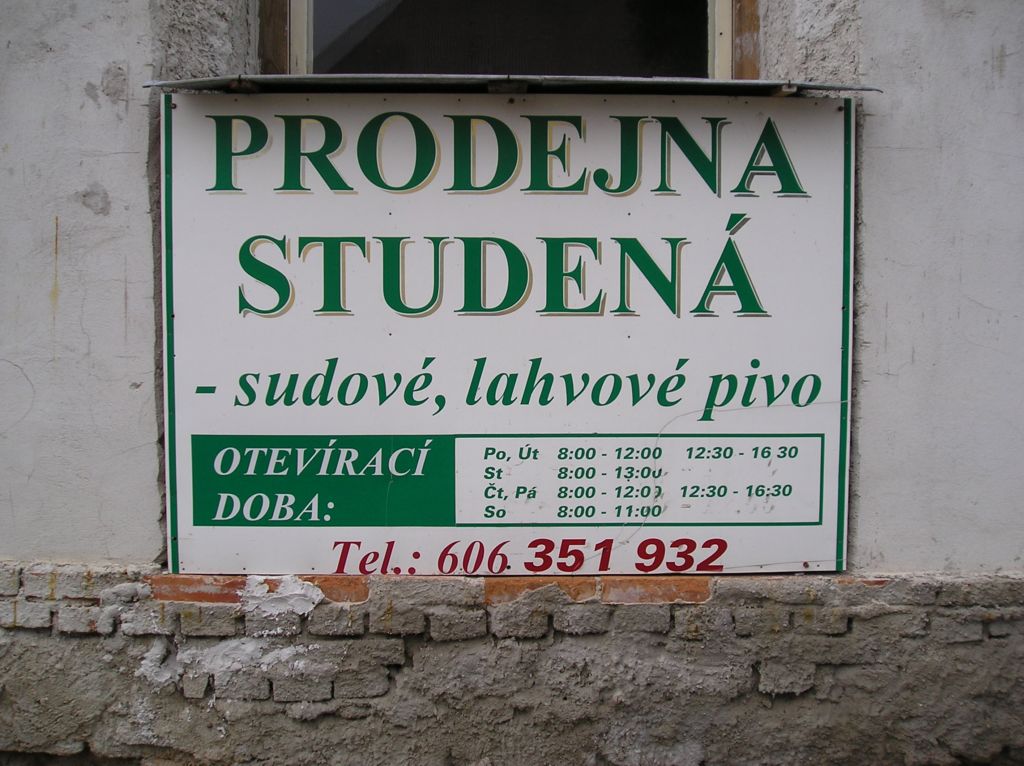 PRODEJNA
STUDENÁ
- sudové, lahvové pivo
OTEVÍRACÍ
DOBA:
Po, Út 8:00 - 12:00 12:30 - 16 30
St 8:00 - 13:00
Čt, Pá 8:00 - 12:00 12:30 - 16:30
So 8:00 - 11:00
Tel.: 606 351 932